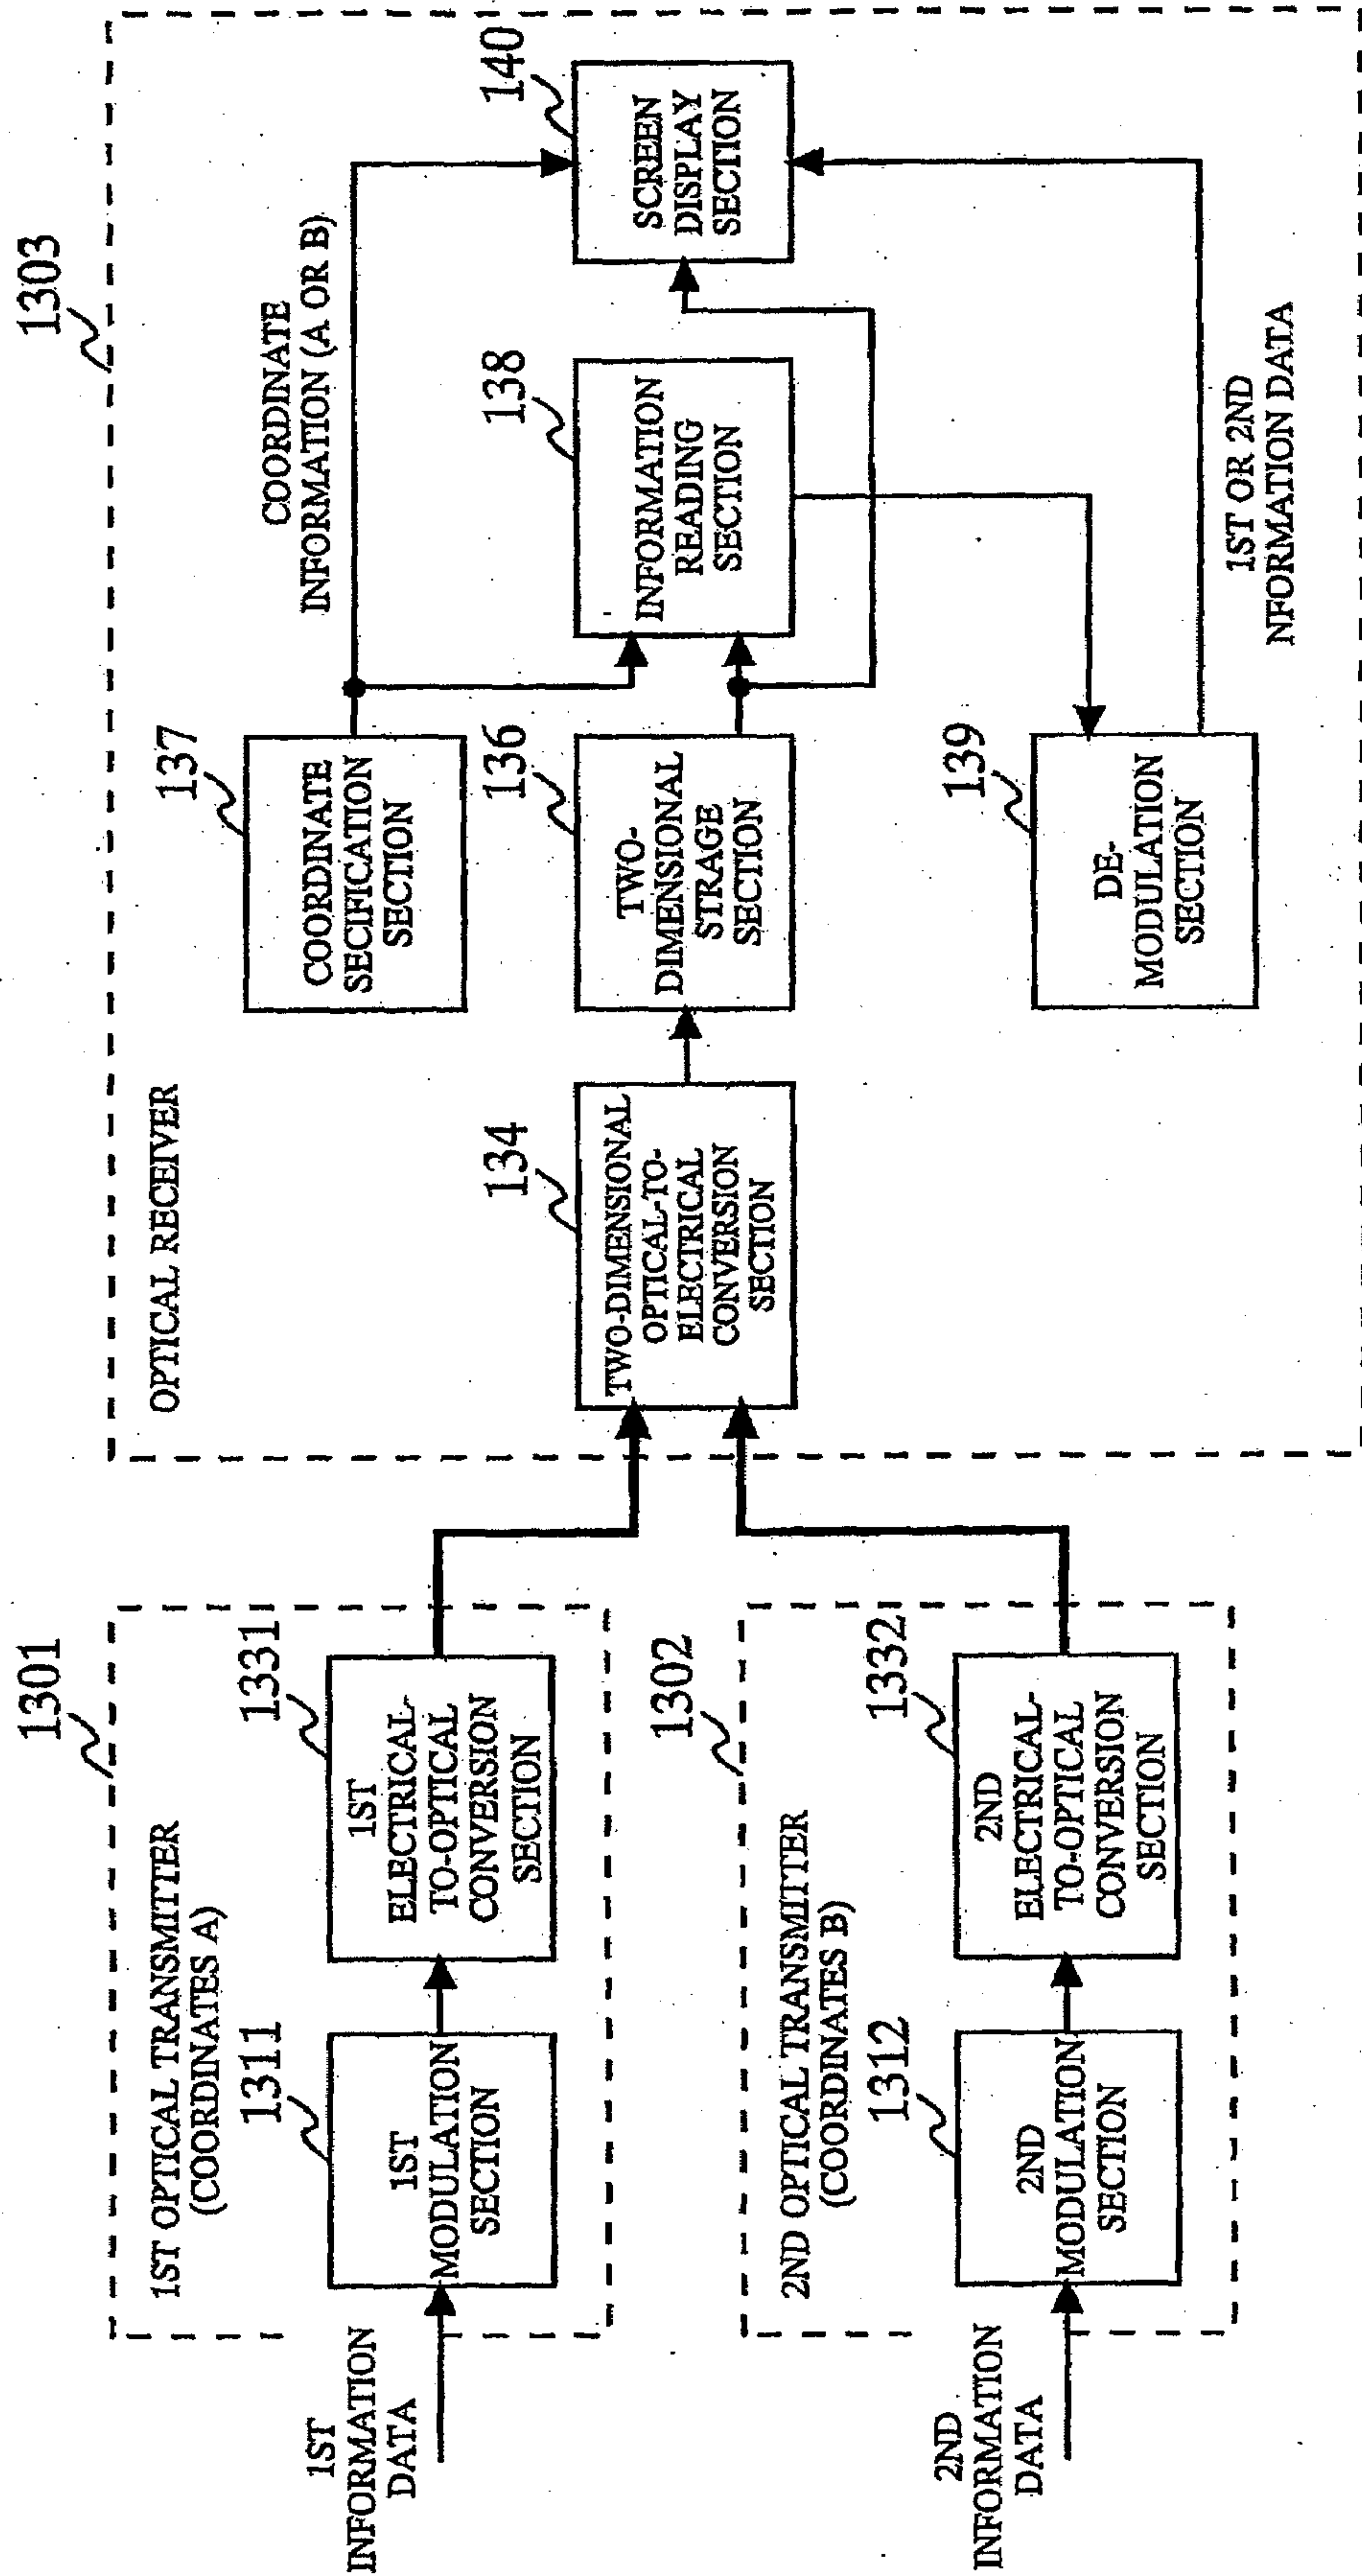 1303
OPTICAL RECEIVER
COORDINATE
INFORMATION (A OR B)
137
COORDINATE
SECIFICATION
SECTION
140
SCREEN
DISPLAY
SECTION
138
INFORMATION
READING
SECTION
136
TWO-
DIMENSIONAL
STRAGE
SECTION
134
TWO-DIMENSIONAL
OPTICAL-TO-
ELECTRICAL
CONVERSION
SECTION
139
DE-
MODULATION
SECTION
1ST OR 2ND
NFORMATION DATA
1301
1ST OPTICAL TRANSMITTER
(COORDINATES A)
1311
1ST
MODULATION
SECTION
1331
1ST
ELECTRICAL-
TO-OPTICAL
CONVERSION
SECTION
1ST
INFORMATION
DATA
1302
2ND OPTICAL TRANSMITTER
(COORDINATES B)
1312
2ND
MODULATION
SECTION
1332
2ND
ELECTRICAL-
TO-OPTICAL
CONVERSION
SECTION
2ND
INFORMATION
DATA